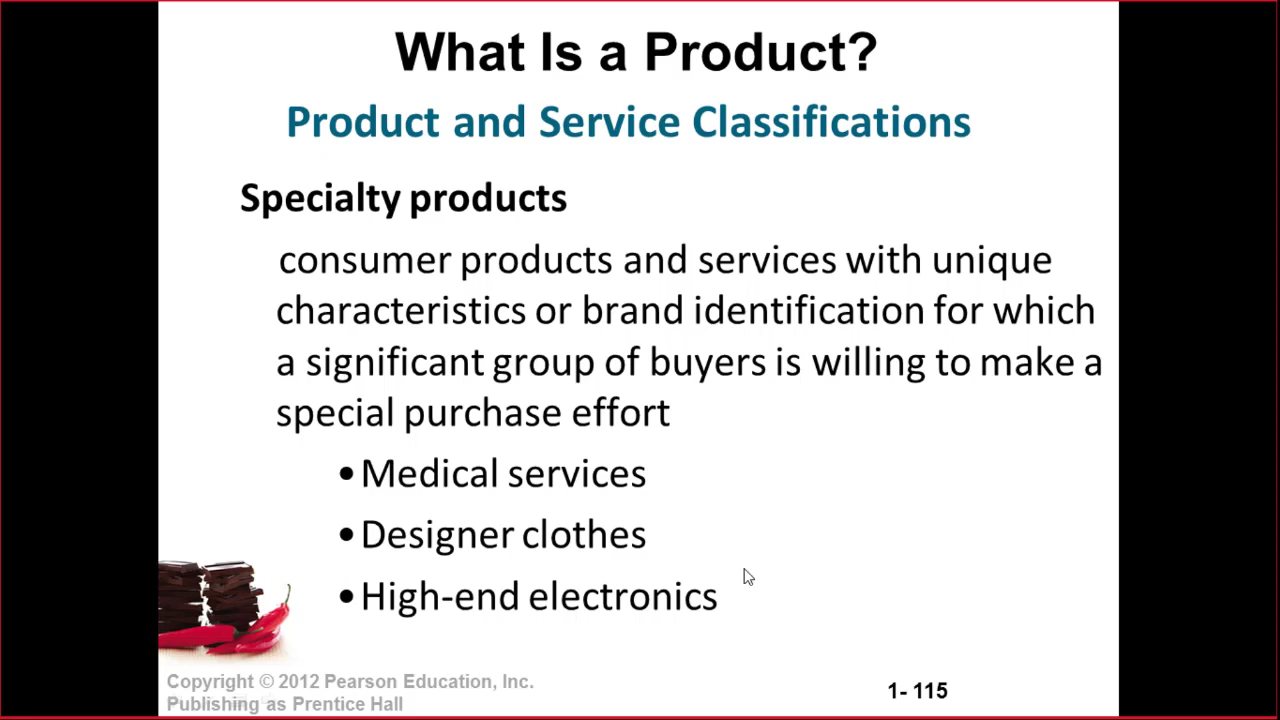 What Is a Product?
Product and Service Classifications
Specialty products
consumer products and services with unique
characteristics or brand identification for which
a significant group of buyers is willing to make a
special purchase effort
•Medical services
•Designer clothes
•High-end electronics
Copyright © 2012 Pearson Education, Inc.
Publishing as Prentice Hall
1- 115